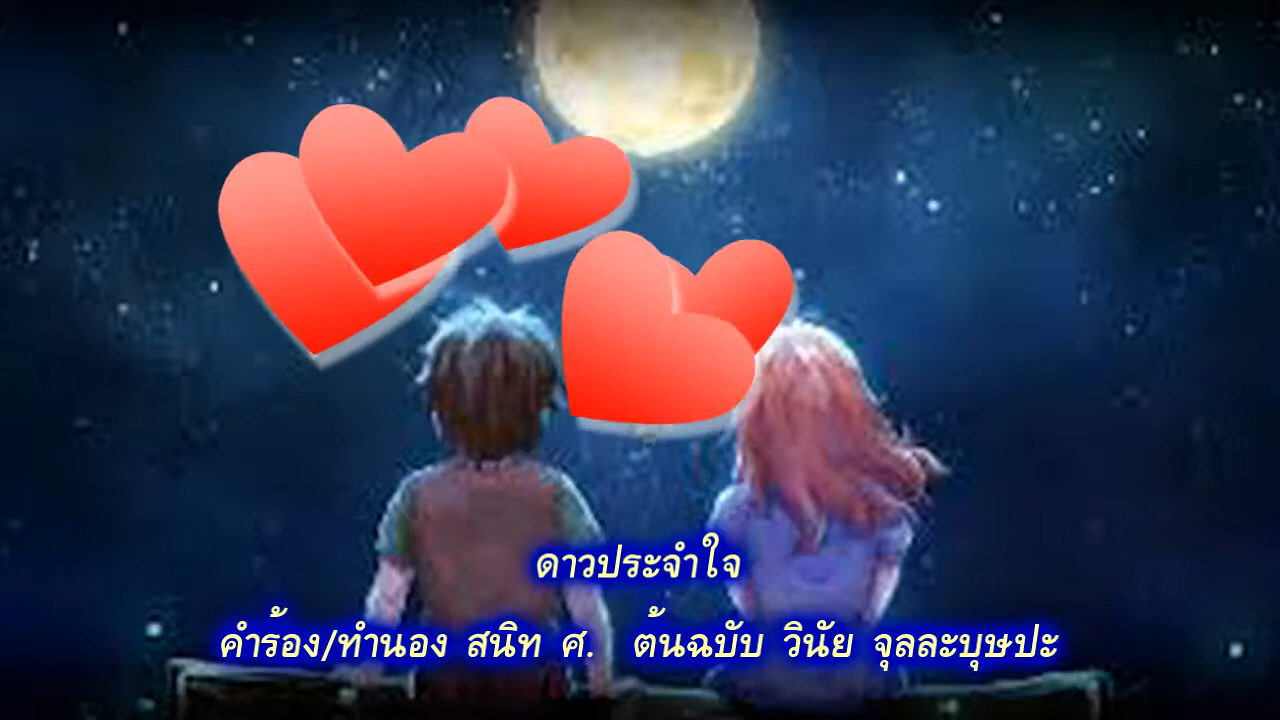 ดาวประจำใจ
คำร้อง/ทำนอง สนิท ศ. ต้นฉบับ วินัย จุลละบุษปะ